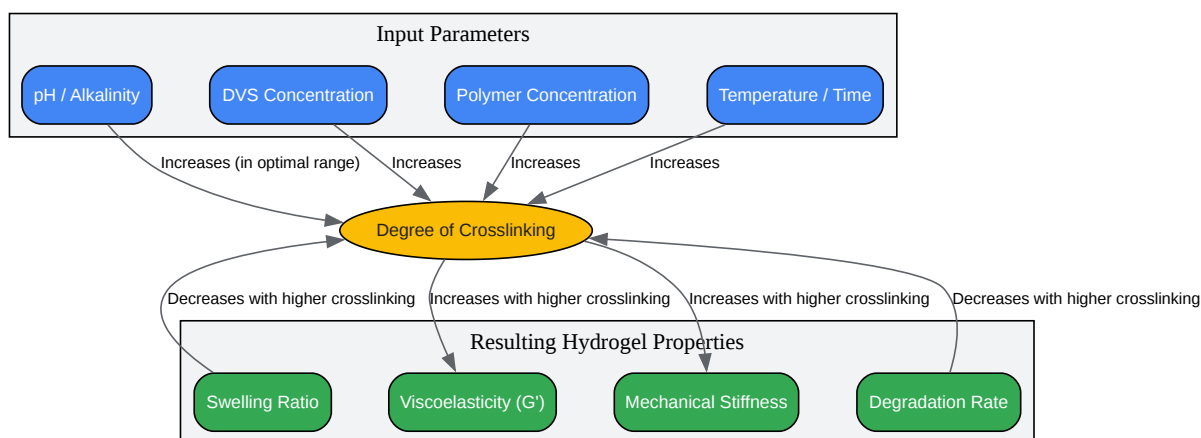 Input Parameters
pH / Alkalinity
DVS Concentration
Polymer Concentration
Temperature / Time
Increases (in optimal range)
Increases
Increases
Increases
Degree of Crosslinking
Decreases with higher crosslinking
Increases with higher crosslinking
Increases with higher crosslinking
Decreases with higher crosslinking
Resulting Hydrogel Properties
Swelling Ratio
Viscoelasticity (G')
Mechanical Stiffness
Degradation Rate